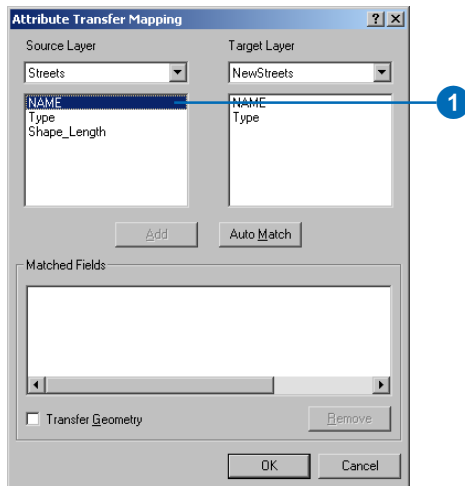 Attribute Transfer Mapping
Source Layer
Target Layer
Streets
NewStreets
NAME
Type
Shape_Length
NAME
Type
1
Add
Auto Match
Matched Fields
Transfer Geometry
Remove
OK
Cancel